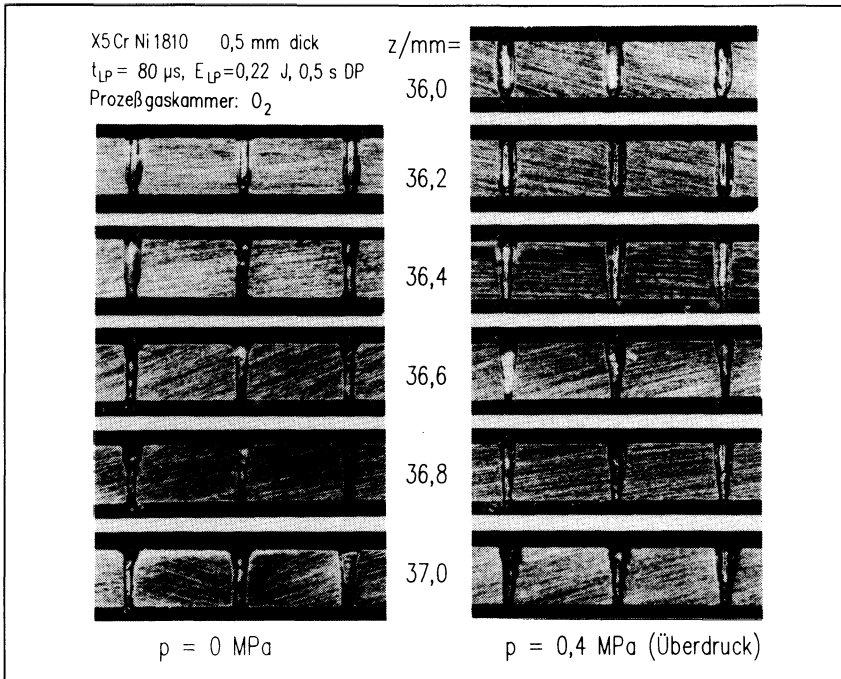 X5 Cr Ni 1810 0,5 mm dick
t_LP = 80 µs, E_LP=0,22 J, 0,5 s DP
Prozeßgaskammer: O₂
z/mm=
36,0
36,2
36,4
36,6
36,8
37,0
p = 0 MPa
p = 0,4 MPa (Überdruck)